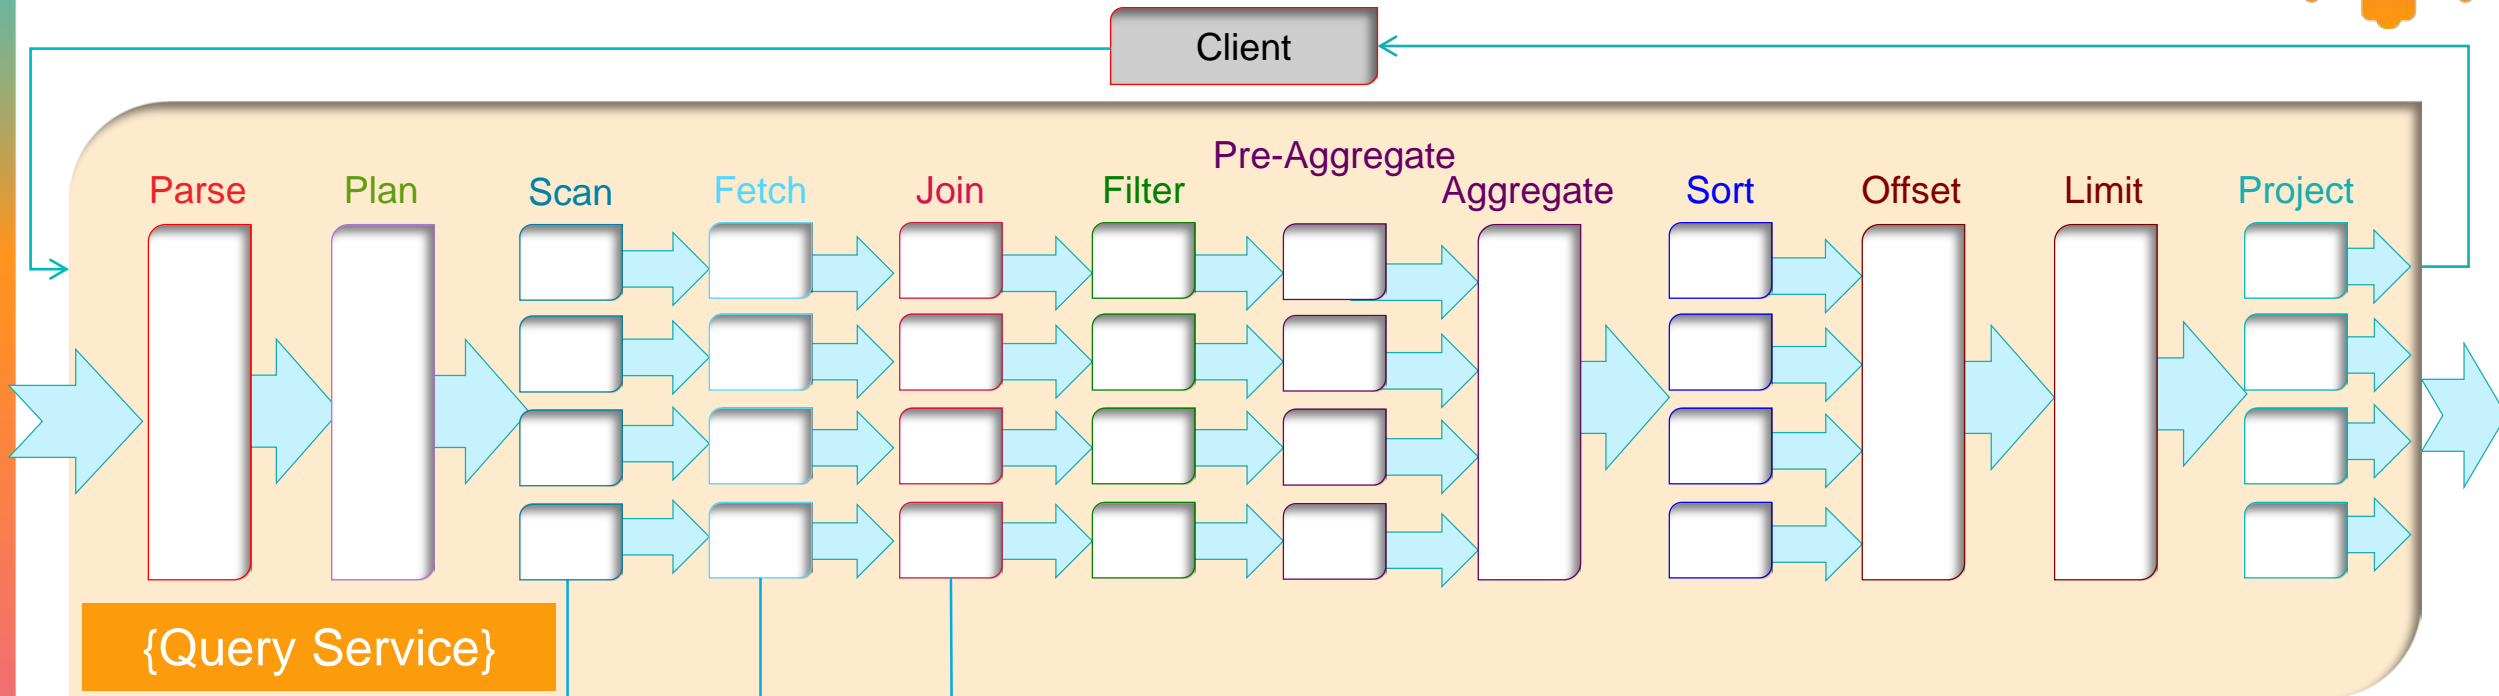 Client
Pre-Aggregate
Parse
Plan
Scan
Fetch
Join
Filter
Aggregate
Sort
Offset
Limit
Project
{Query Service}